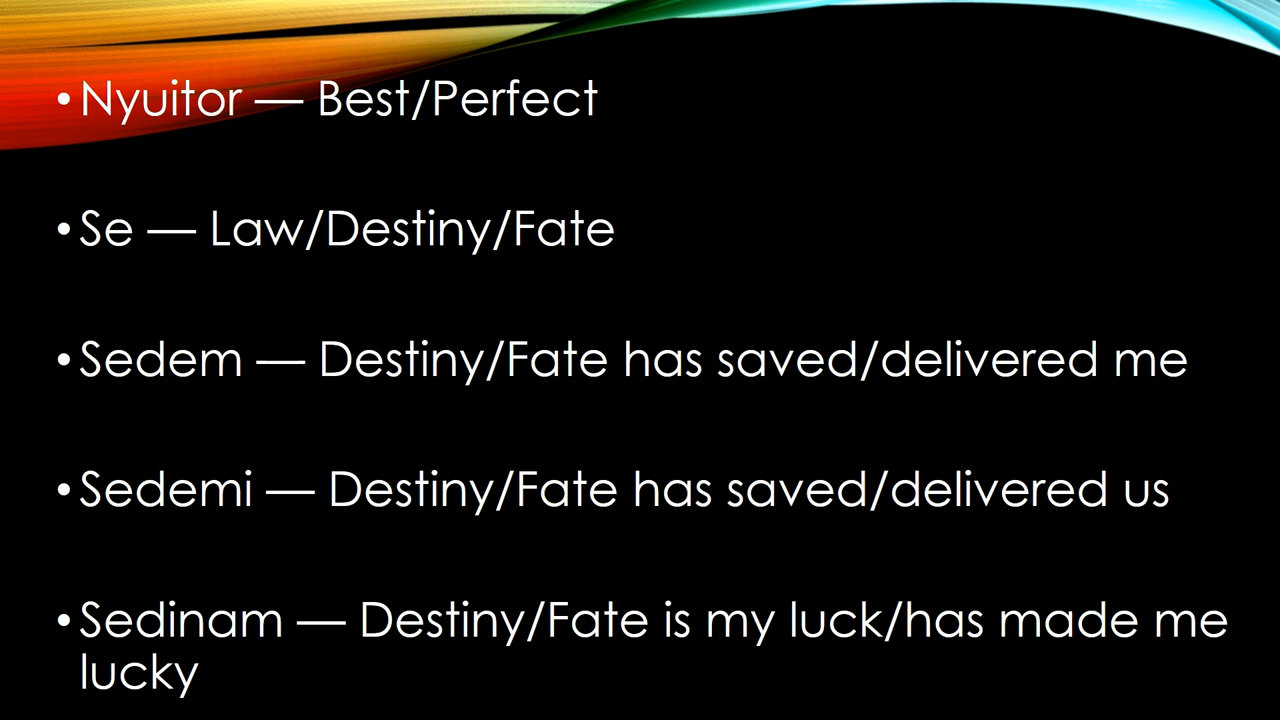 • Nyuitor — Best/Perfect
• Se — Law/Destiny/Fate
• Sedem — Destiny/Fate has saved/delivered me
• Sedemi — Destiny/Fate has saved/delivered us
• Sedinam — Destiny/Fate is my luck/has made me
lucky